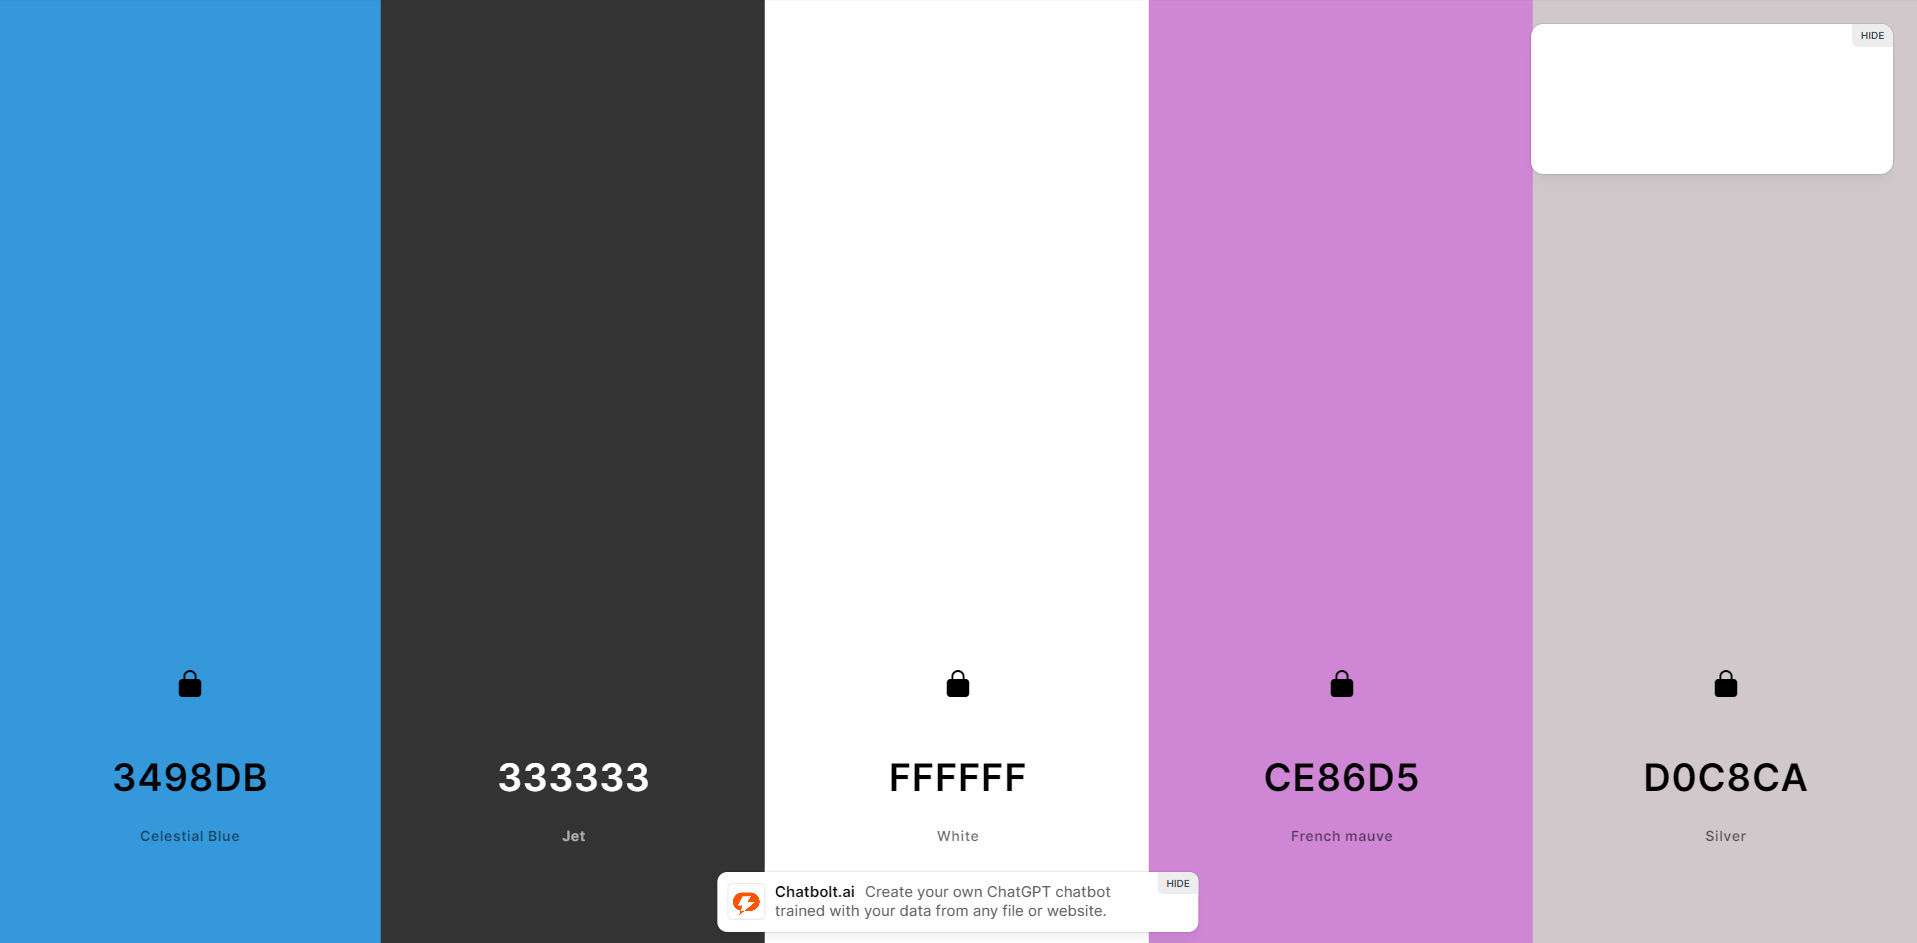 HIDE
3498DB
Celestial Blue
333333
Jet
FFFFFF
White
CE86D5
French mauve
D0C8CA
Silver
Chatbolt.ai Create your own ChatGPT chatbot
trained with your data from any file or website.
HIDE